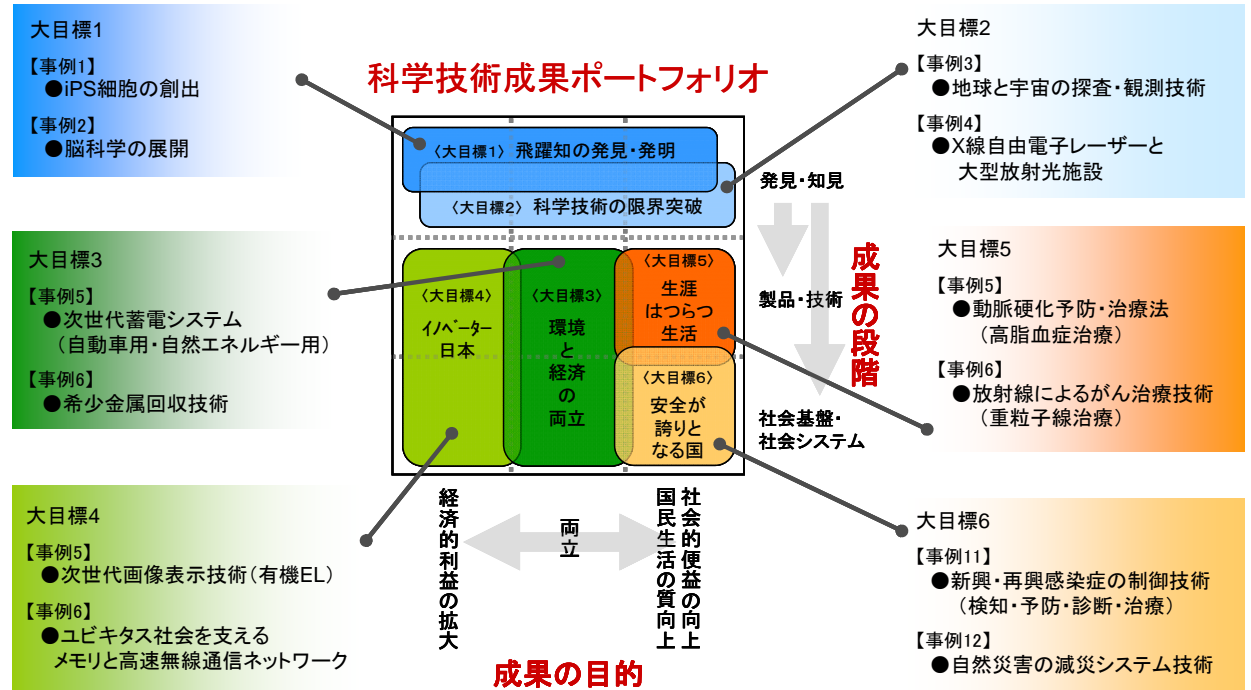 科学技術成果ポートフォリオ
大目標1
【事例1】
●iPS細胞の創出
【事例2】
●脳科学の展開
大目標2
【事例3】
●地球と宇宙の探査・観測技術
【事例4】
●X線自由電子レーザーと
大型放射光施設
〈大目標1〉 飛躍知の発見・発明
〈大目標2〉 科学技術の限界突破
発見・知見
製品・技術
社会基盤・
社会システム
成果の段階
大目標3
【事例5】
●次世代蓄電システム
（自動車用・自然エネルギー用）
【事例6】
●希少金属回収技術
〈大目標4〉
イノベーター
日本
〈大目標3〉
環境
と
経済
の
両立
〈大目標5〉
生涯
はつらつ
生活
〈大目標6〉
安全が
誇りと
なる国
大目標5
【事例5】
●動脈硬化予防・治療法
（高脂血症治療）
【事例6】
●放射線によるがん治療技術
（重粒子線治療）
大目標4
【事例5】
●次世代画像表示技術（有機EL）
【事例6】
●ユビキタス社会を支える
メモリと高速無線通信ネットワーク
経済的利益の拡大
両立
社会的便益の向上
国民生活の質向上
成果の目的
大目標6
【事例11】
●新興・再興感染症の制御技術
（検知・予防・診断・治療）
【事例12】
●自然災害の減災システム技術